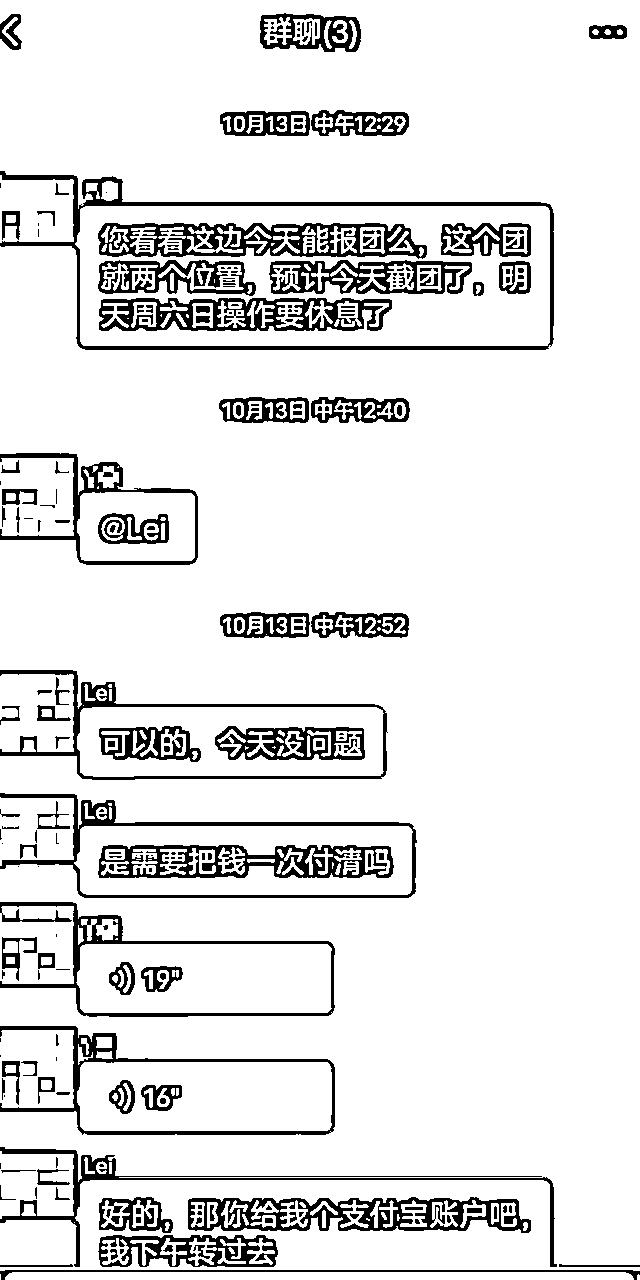 群聊(3)
10月13日 中午12:29
您看看这边今天能报团么，这个团
就两个位置，预计今天截团了，明
天周六日操作要休息了
10月13日 中午12:40
@Lei
10月13日 中午12:52
Lei
可以的，今天没问题
Lei
是需要把钱一次付清吗
19"
16"
Lei
好的，那你给我个支付宝账户吧，
我下午转过去